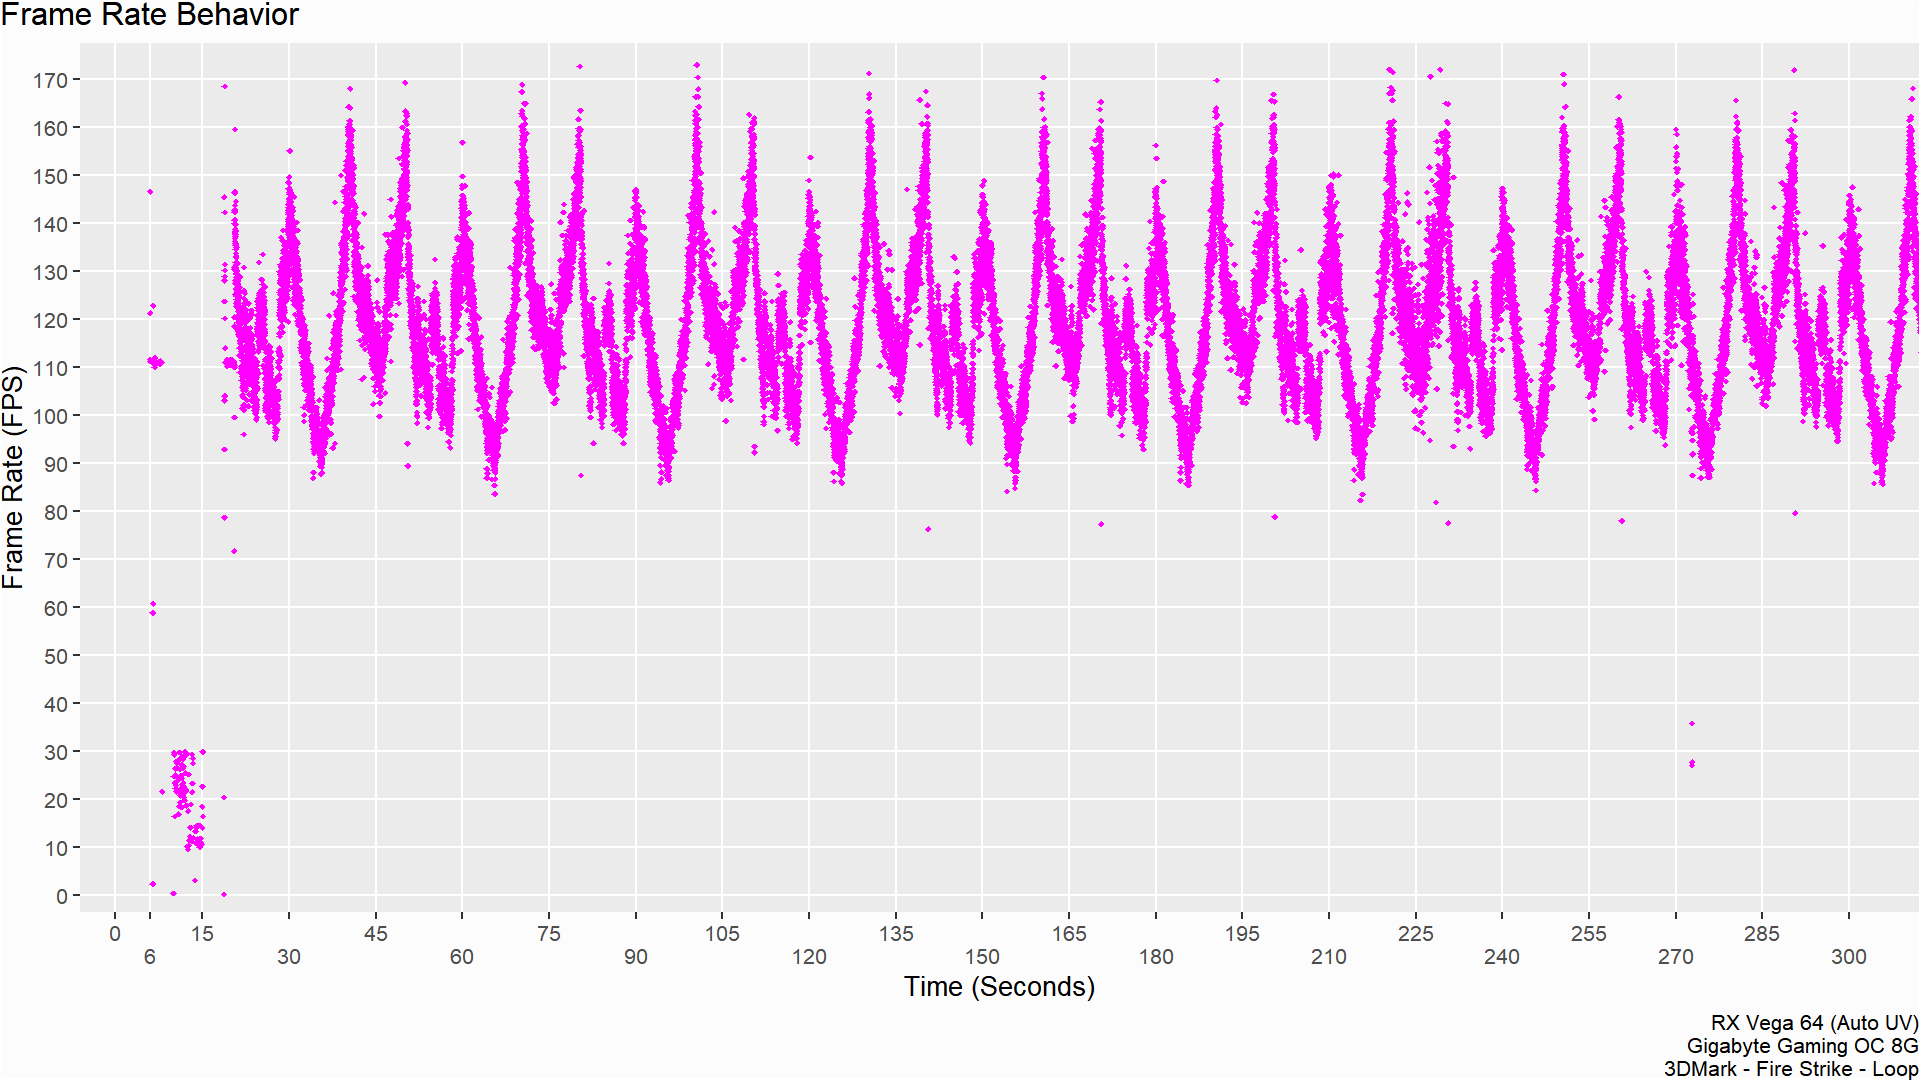 Frame Rate Behavior
Frame Rate (FPS)
170
160
150
140
130
120
110
100
90
80
70
60
50
40
30
20
10
0
0 15 45 75 105 135 165 195 225 255 285
6 30 60 90 120 150 180 210 240 270 300
Time (Seconds)
RX Vega 64 (Auto UV)
Gigabyte Gaming OC 8G
3DMark - Fire Strike - Loop